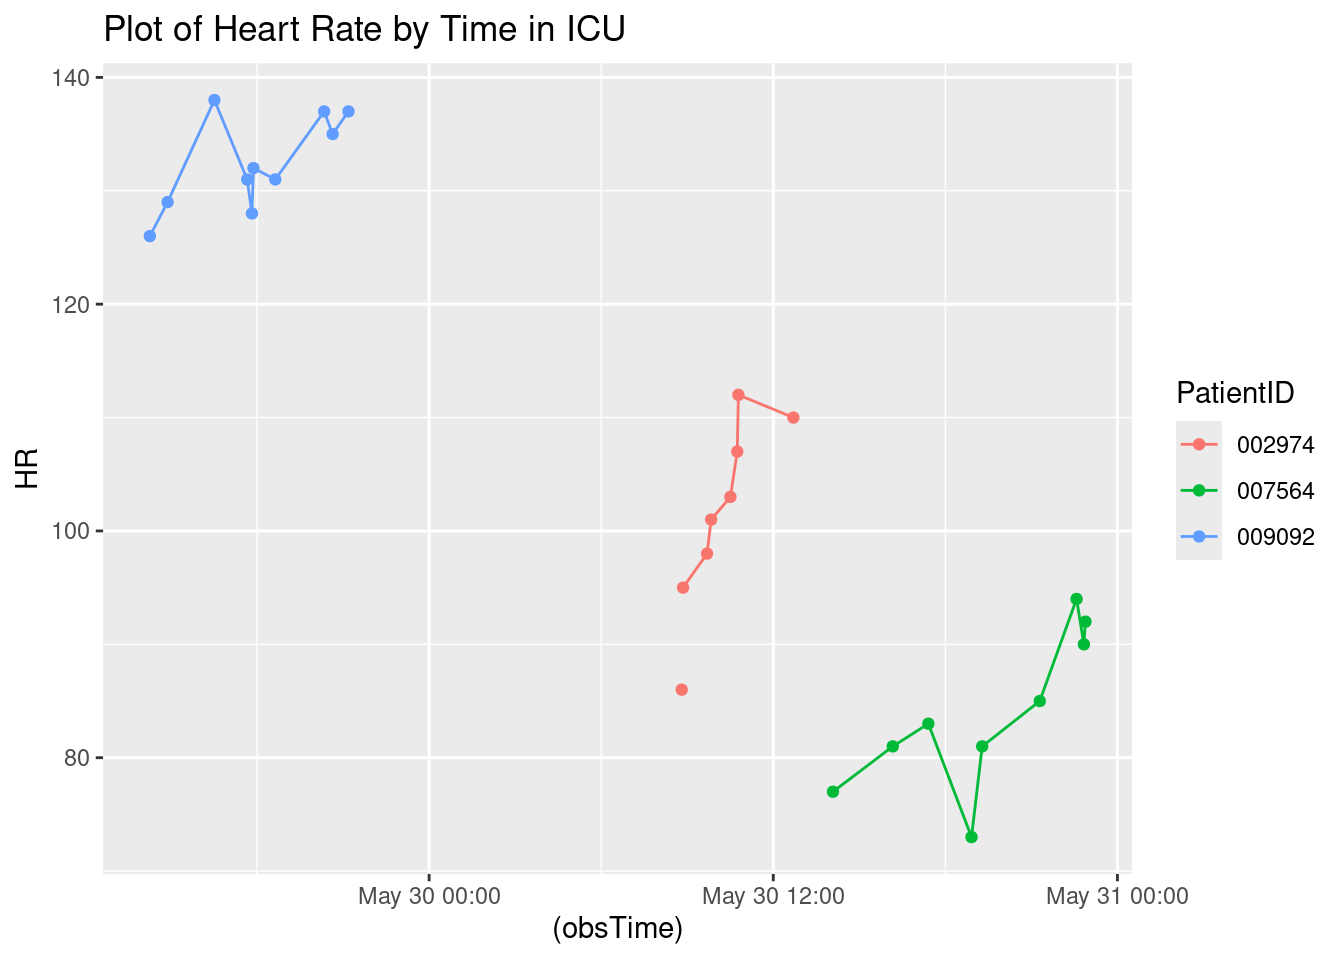 Plot of Heart Rate by Time in ICU
140
120
100
80
HR
May 30 00:00
May 30 12:00
May 31 00:00
(obsTime)
PatientID
002974
007564
009092